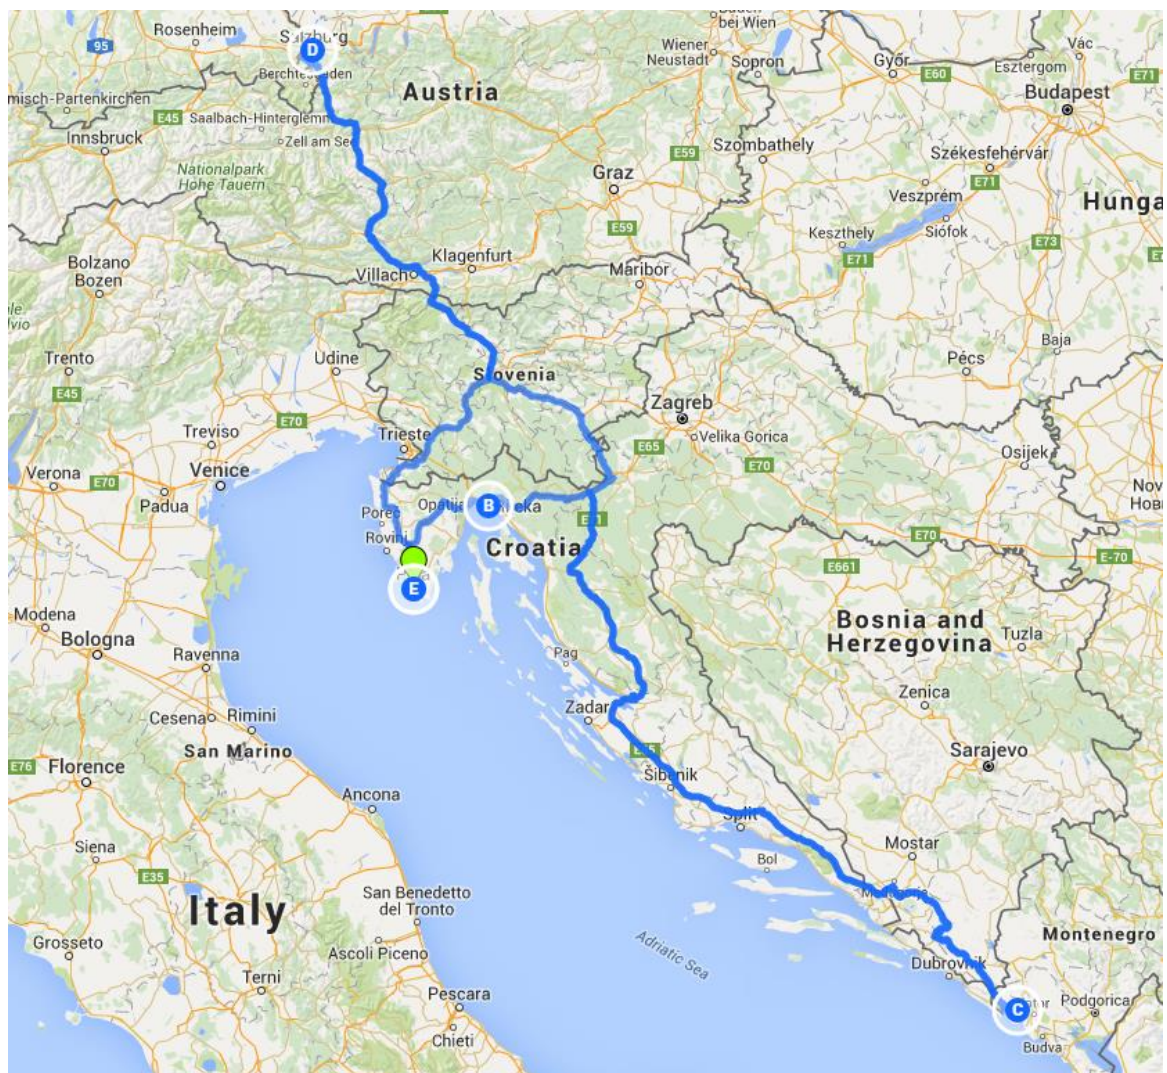 95
Rosenheim
Salzburg
D
Baden
bei Wien
Wiener
Neustadt
Sopron
Győr
E60
Vác
Esztergom
E71
Berchtesgaden
misch-Partenkirchen
Austria
Budapest
E45
Saalbach-Hinterglemm
Innsbruck
Zell am See
E59
Szombathely
Székesfehérvár
Nationalpark
Hohe Tauern
Graz
E71
Veszprém
Hunga
E59
Keszthely
Siófok
E73
Bolzano
Bozen
Villach
Klagenfurt
Maribor
E71
E7
Trento
Udine
Slovenia
Baja
Pécs
E45
E70
Zagreb
Treviso
Trieste
E65
Velika Gorica
Osijek
Verona
E70
Venice
E70
Padua
Opatija
B
Rijeka
Nov
Poreč
Rovinj
Croatia
E70
E-70
E661
E
Modena
Bologna
Bosnia and
Herzegovina
Tuzla
Ravenna
Pag
Zenica
Cesena
Rimini
Zadar
San Marino
Sarajevo
E76
Florence
Šibenik
Ancona
Split
Siena
Mostar
Bol
E35
San Benedetto
del Tronto
Italy
Adriatic Sea
Montenegro
Grosseto
Ascoli Piceno
Dubrovnik
Terni
Pescara
C
Podgorica
Chieti
Budva